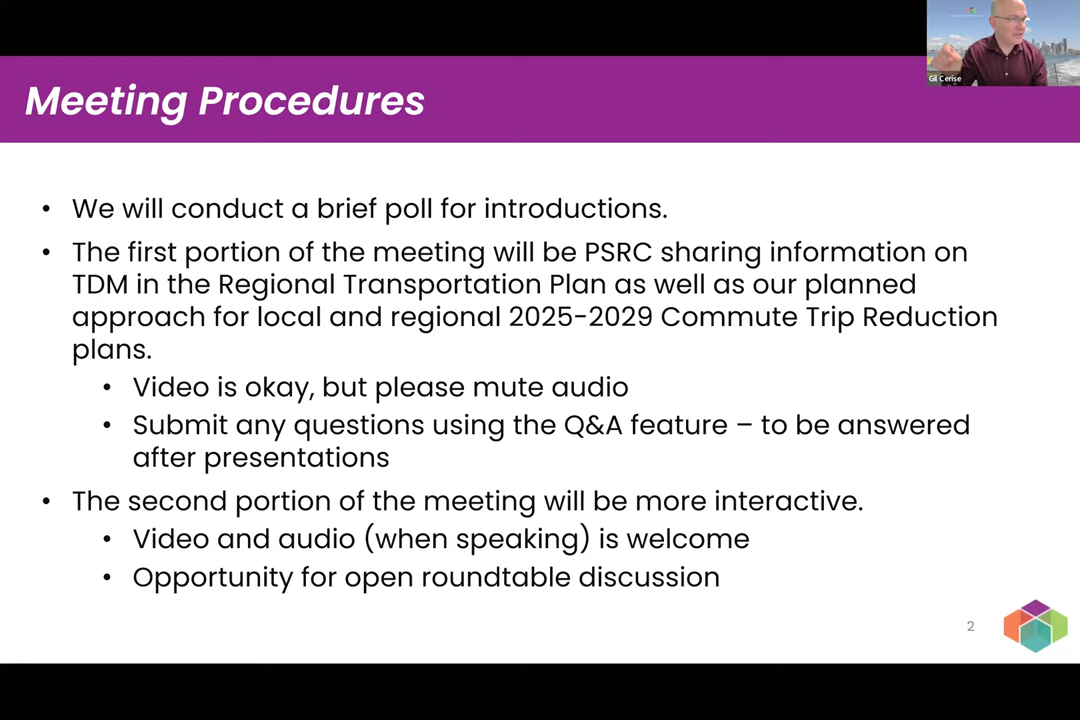 Gil Cerise
Meeting Procedures
• We will conduct a brief poll for introductions.
• The first portion of the meeting will be PSRC sharing information on
TDM in the Regional Transportation Plan as well as our planned
approach for local and regional 2025-2029 Commute Trip Reduction
plans.
• Video is okay, but please mute audio
• Submit any questions using the Q&A feature – to be answered
after presentations
• The second portion of the meeting will be more interactive.
• Video and audio (when speaking) is welcome
• Opportunity for open roundtable discussion
2